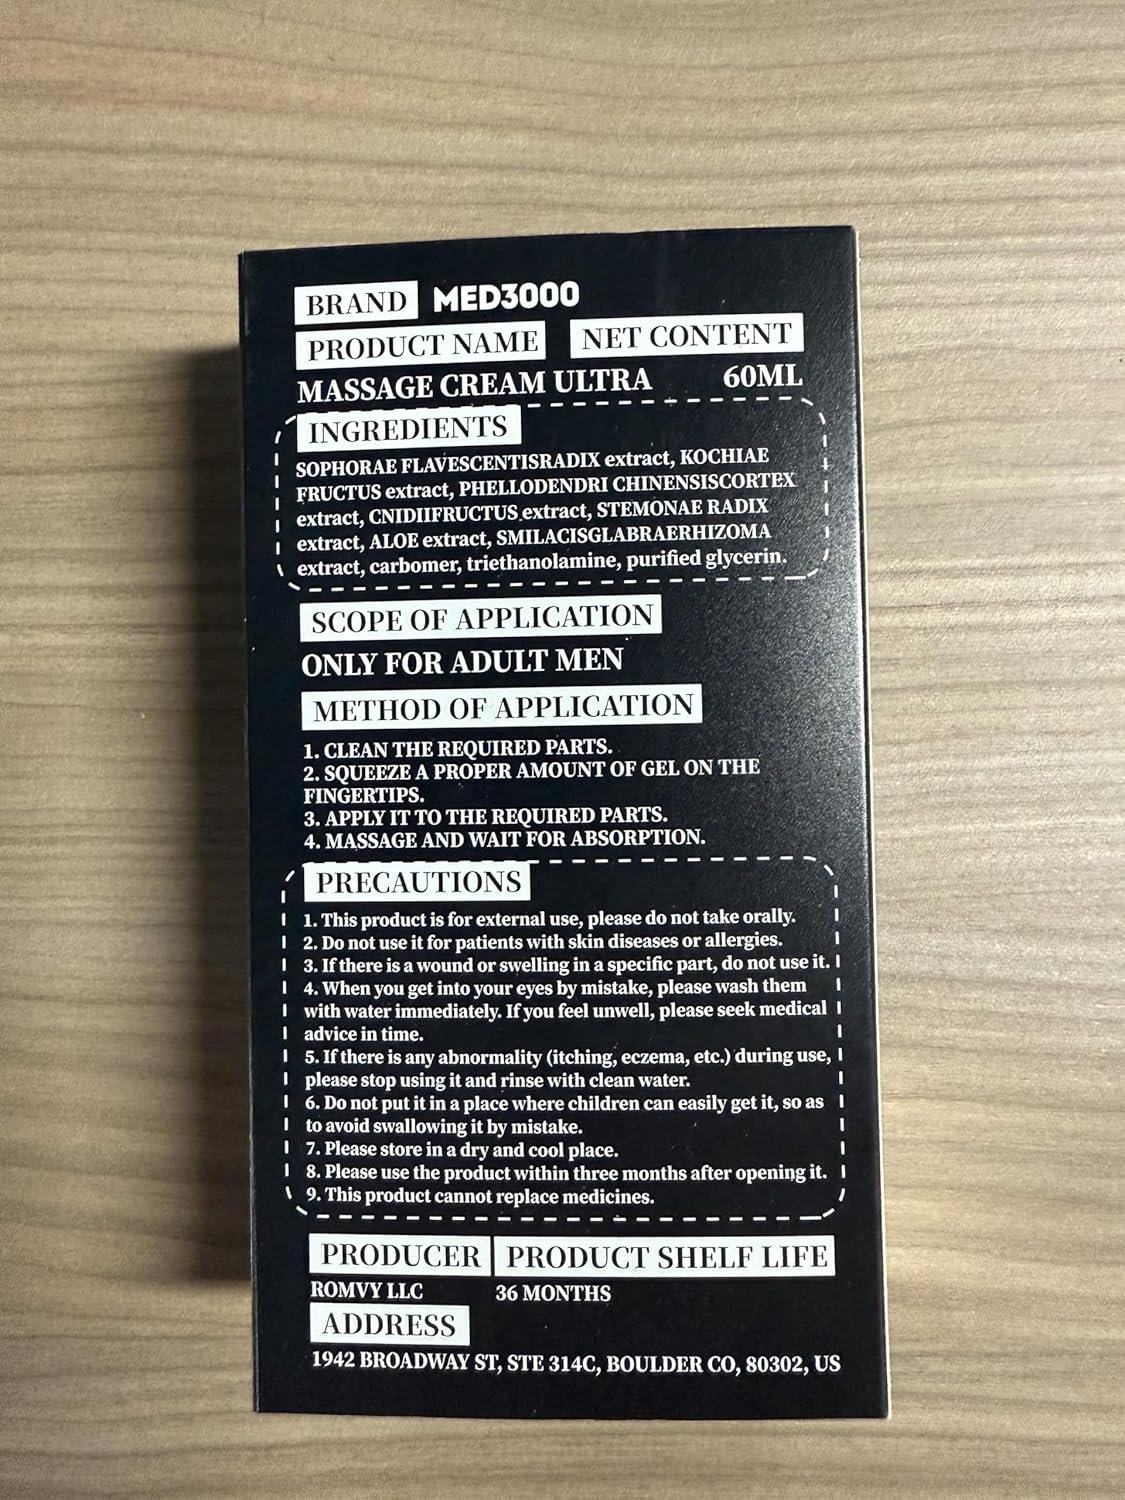 BRAND MED3000
PRODUCT NAME NET CONTENT
MASSAGE CREAM ULTRA 60ML
INGREDIENTS
SOPHORAE FLAVESCENTISRADIX extract, KOCHIAE
FRUCTUS extract, PHELLODENDRI CHINENSISCORTEX
extract, CNIDIIFRUCTUS extract, STEMONAE RADIX
extract, ALOE extract, SMILACISGLABRAERHIZOMA
extract, carbomer, triethanolamine, purified glycerin.
SCOPE OF APPLICATION
ONLY FOR ADULT MEN
METHOD OF APPLICATION
1. CLEAN THE REQUIRED PARTS.
2. SQUEEZE A PROPER AMOUNT OF GEL ON THE
FINGERTIPS.
3. APPLY IT TO THE REQUIRED PARTS.
4. MASSAGE AND WAIT FOR ABSORPTION.
PRECAUTIONS
1. This product is for external use, please do not take orally.
2. Do not use it for patients with skin diseases or allergies.
3. If there is a wound or swelling in a specific part, do not use it.
4. When you get into your eyes by mistake, please wash them
with water immediately. If you feel unwell, please seek medical
advice in time.
5. If there is any abnormality (itching, eczema, etc.) during use,
please stop using it and rinse with clean water.
6. Do not put it in a place where children can easily get it, so as
to avoid swallowing it by mistake.
7. Please store in a dry and cool place.
8. Please use the product within three months after opening it.
9. This product cannot replace medicines.
PRODUCER PRODUCT SHELF LIFE
ROMVY LLC 36 MONTHS
ADDRESS
1942 BROADWAY ST, STE 314C, BOULDER CO, 80302, US